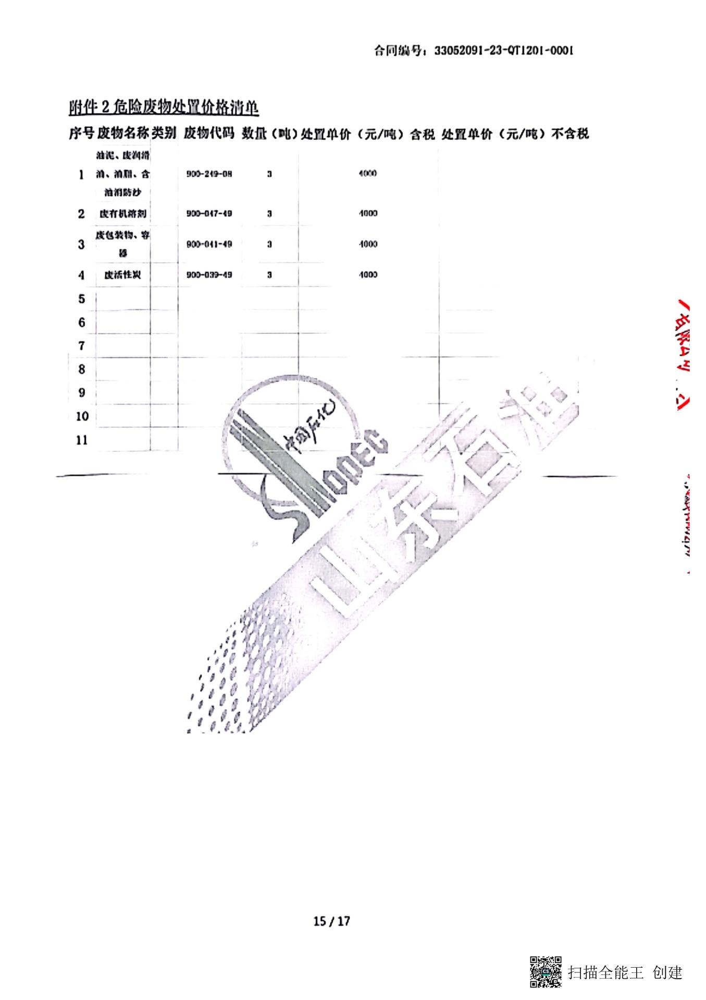 合同编号：33052091-23-QT1201-0001
附件2危险废物处置价格清单
序号 废物名称 类别 废物代码 数量（吨） 处置单价（元/吨）含税 处置单价（元/吨）不含税
油泥、废润滑
1 油、油脂、含 900-249-08 3 4000
油消防沙
2 废有机溶剂 900-047-49 3 4000
废包装物、容
3 900-041-49 3 4000
器
4 废活性炭 900-039-49 3 4000
5
6
7
8
9
10
11
中国石化
SINOPEC
山东石油
有限公司
15 / 17
CS
扫描全能王 创建